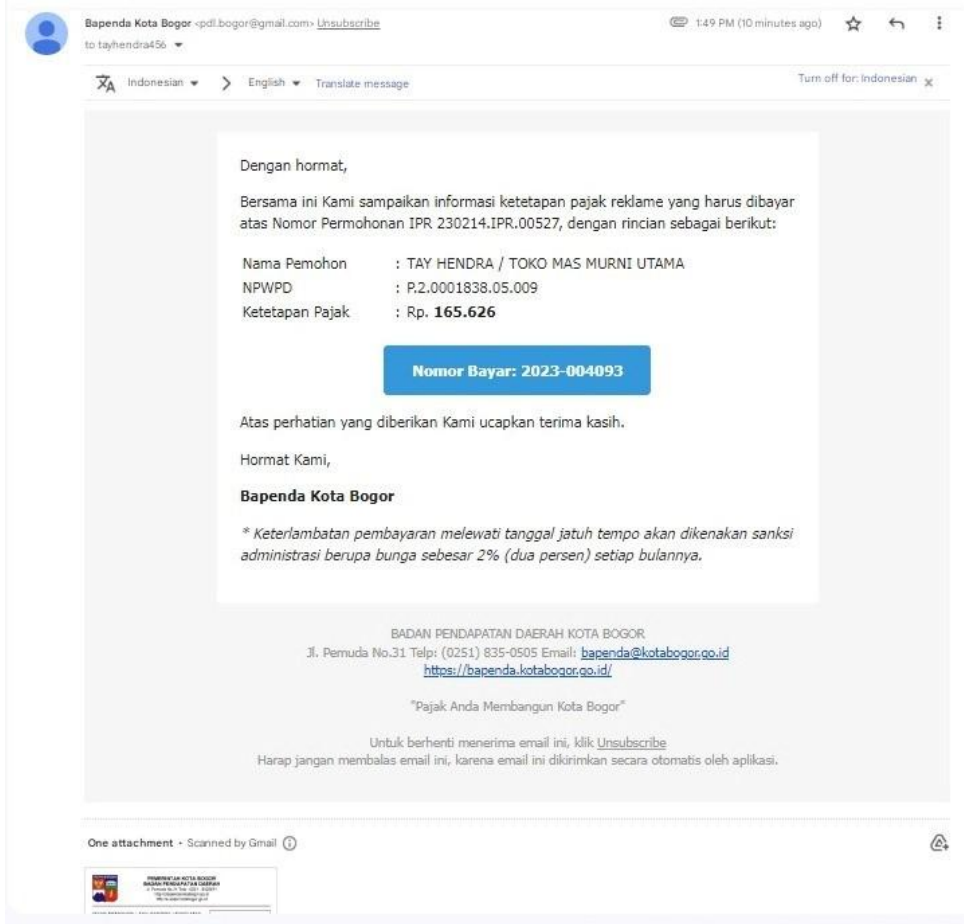 Bapenda Kota Bogor <pdl.bogor@gmail.com> Unsubscribe
1:49 PM (10 minutes ago)
to tayhendra456
Indonesian > English Translate message
Turn off for: Indonesian x
Dengan hormat,
Bersama ini Kami sampaikan informasi ketetapan pajak reklame yang harus dibayar
atas Nomor Permohonan IPR 230214.IPR.00527, dengan rincian sebagai berikut:
Nama Pemohon : TAY HENDRA / TOKO MAS MURNI UTAMA
NPWPD : P.2.0001838.05.009
Ketetapan Pajak : Rp. 165.626
Nomor Bayar: 2023-004093
Atas perhatian yang diberikan Kami ucapkan terima kasih.
Hormat Kami,
Bapenda Kota Bogor
* Keterlambatan pembayaran melewati tanggal jatuh tempo akan dikenakan sanksi
administrasi berupa bunga sebesar 2% (dua persen) setiap bulannya.
BADAN PENDAPATAN DAERAH KOTA BOGOR
Jl. Pemuda No.31 Telp: (0251) 835-0505 Email: bapenda@kotabogor.go.id
https://bapenda.kotabogor.go.id/
"Pajak Anda Membangun Kota Bogor"
Untuk berhenti menerima email ini, klik Unsubscribe
Harap jangan membalas email ini, karena email ini dikirimkan secara otomatis oleh aplikasi.
One attachment • Scanned by Gmail
PEMERINTAH KOTA BOGOR
BADAN PENDAPATAN DAERAH